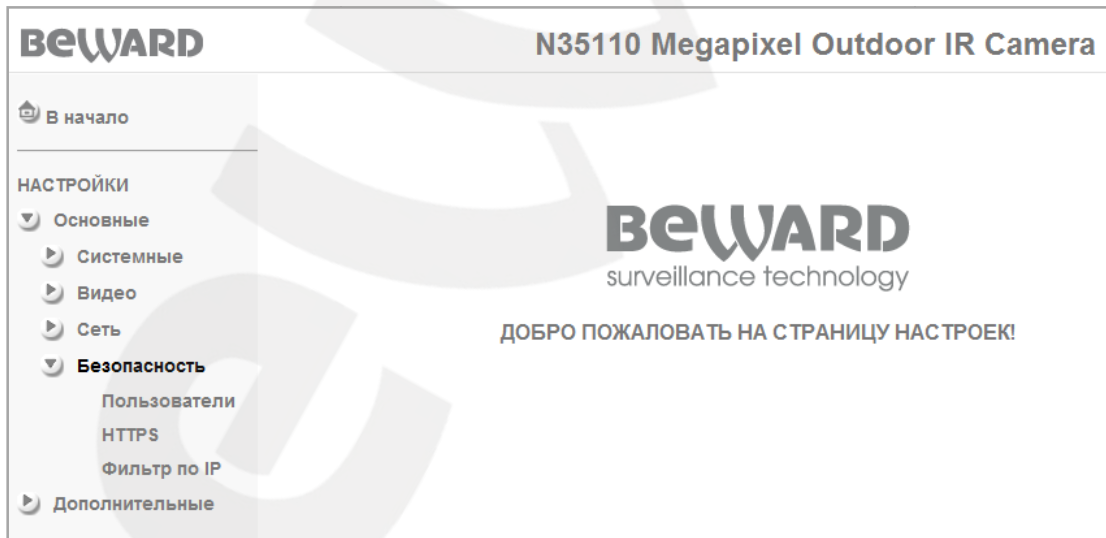 BEWARD
N35110 Megapixel Outdoor IR Camera
В начало
НАСТРОЙКИ
Основные
Системные
Видео
Сеть
Безопасность
Пользователи
HTTPS
Фильтр по IP
Дополнительные
BEWARD
surveillance technology
ДОБРО ПОЖАЛОВАТЬ НА СТРАНИЦУ НАСТРОЕК!